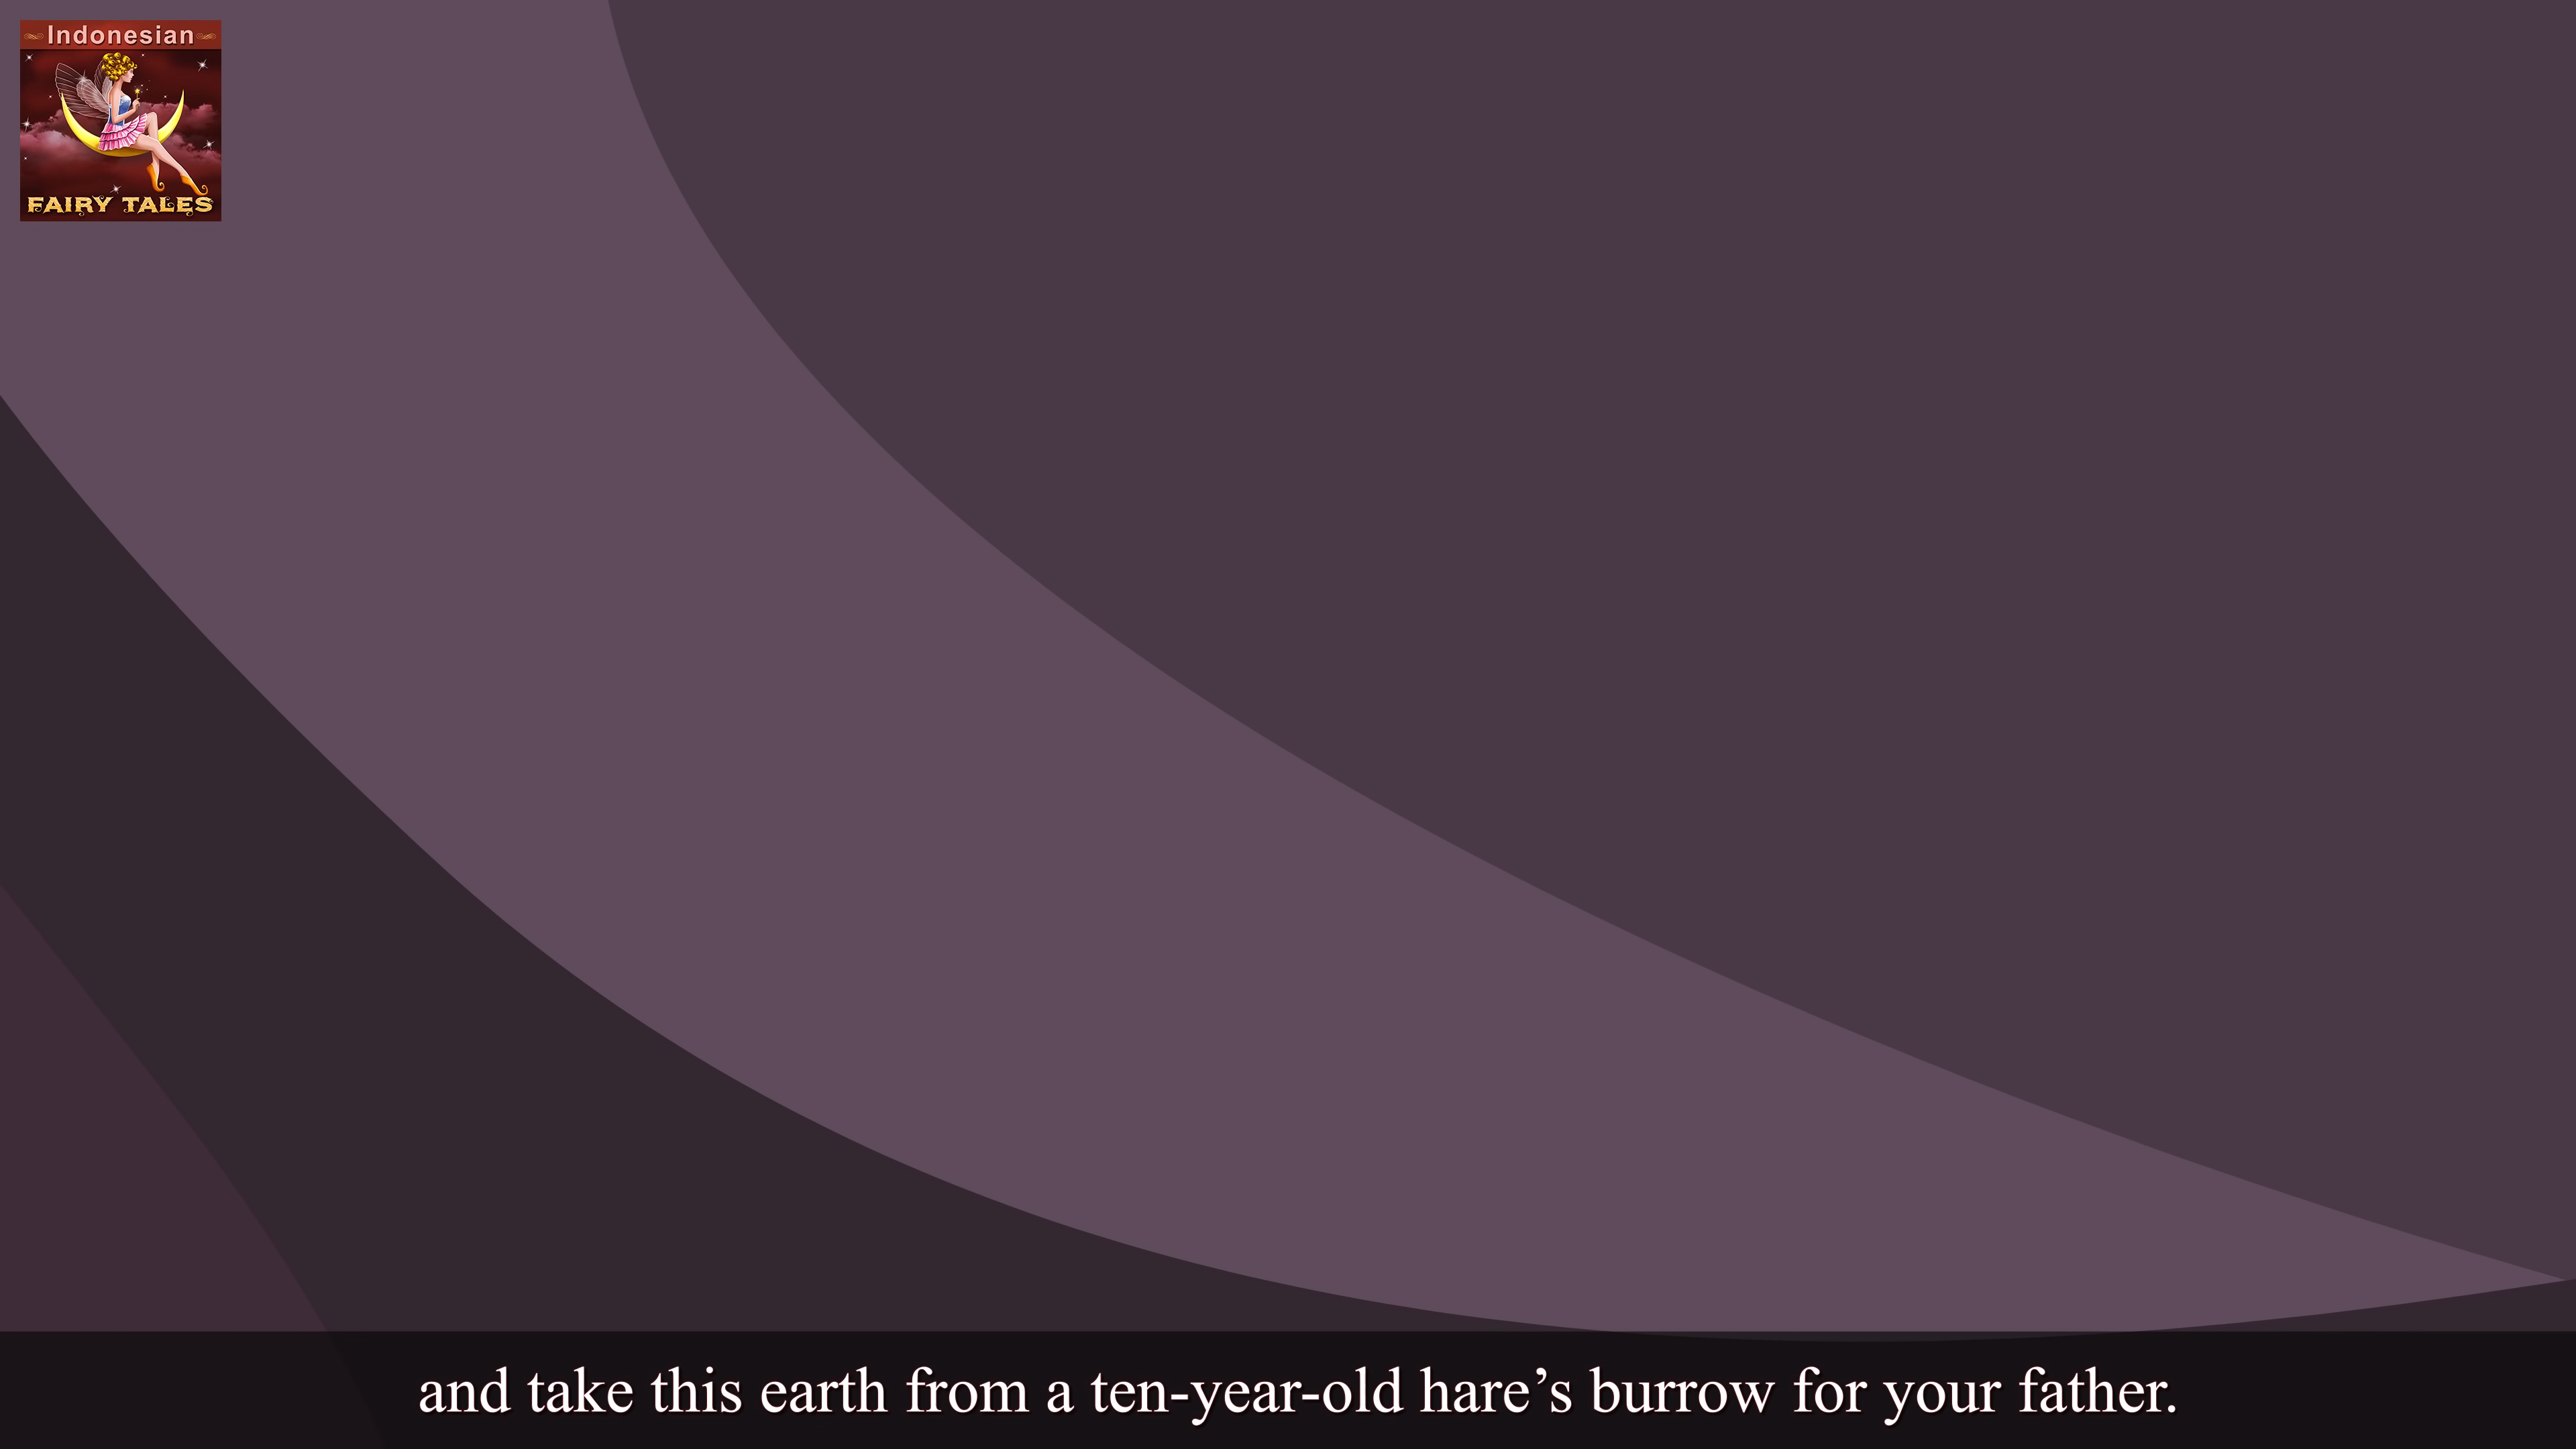 Indonesian
FAIRY TALES
and take this earth from a ten-year-old hare’s burrow for your father.